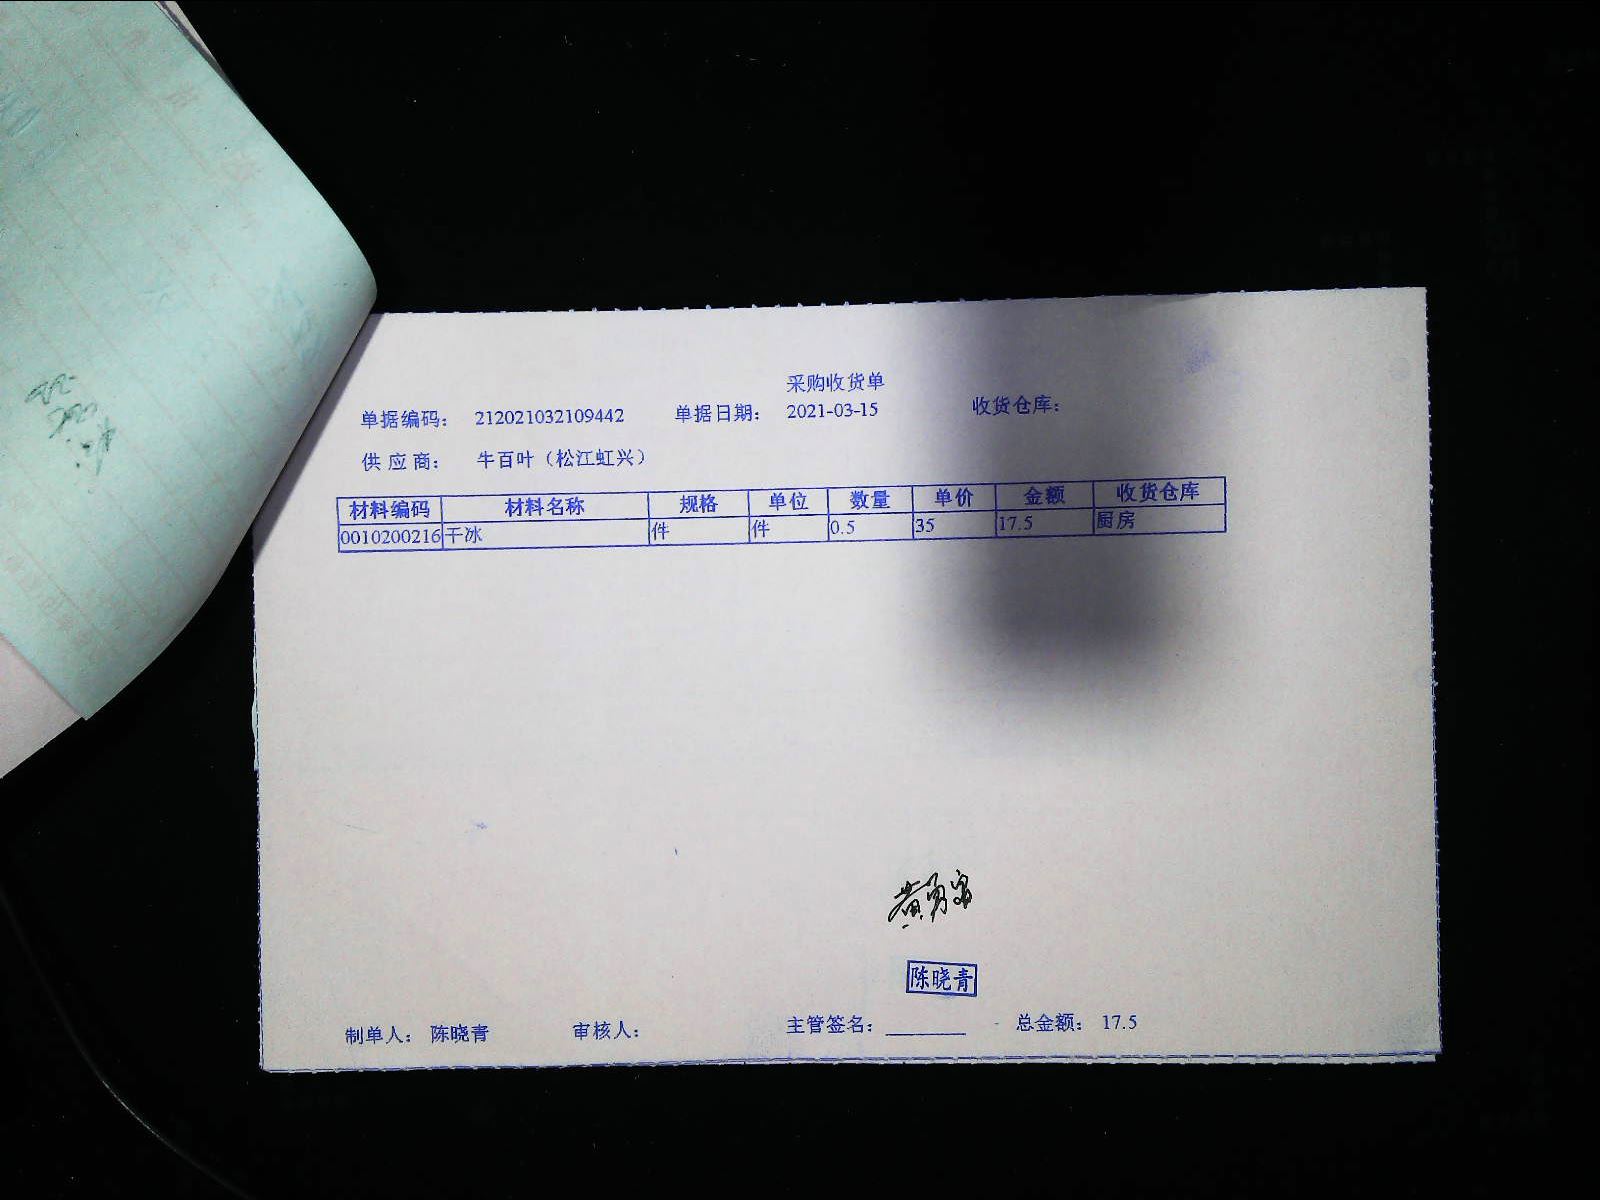 采购收货单
单据编码: 212021032109442 单据日期: 2021-03-15 收货仓库:
供应商: 牛百叶（松江虹兴）
材料编码 材料名称 规格 单位 数量 单价 金额 收货仓库
0010200216 干冰 件 件 0.5 35 17.5 厨房
陈晓青
制单人: 陈晓青 审核人: 主管签名: 总金额: 17.5